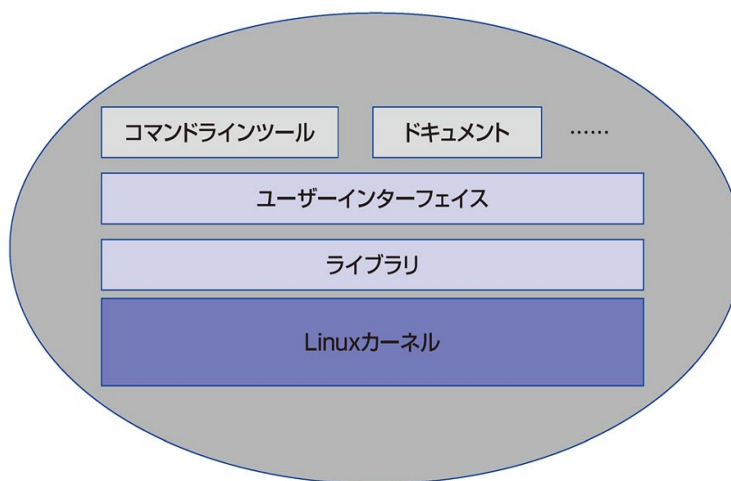 コマンドラインツール
ドキュメント
……
ユーザーインターフェイス
ライブラリ
Linuxカーネル